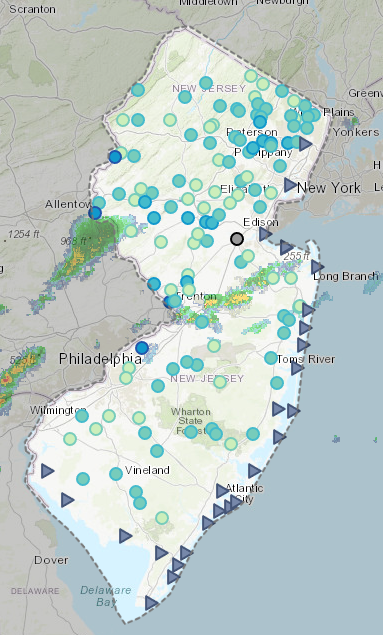 Middletown
Newburgh
Scranton
NEW JERSEY
Plains
Paterson
Yonkers
Parsippany
Elizabeth
New York
Allentow
Edison
1254 ft
968 ft
255 ft
Long Branch
Trenton
Philadelphia
Toms River
NEW JERSEY
Wilmington
Wharton
State
Forest
Vineland
Atlantic
City
Dover
Delaware
Bay
DELAWARE